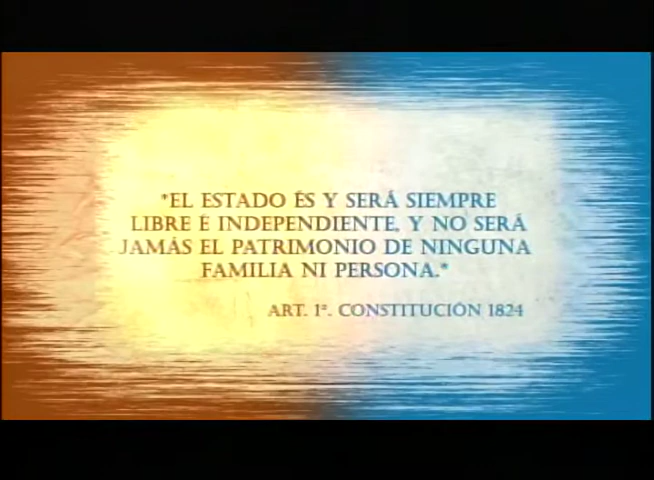 "EL ESTADO ÉS Y SERÁ SIEMPRE
LIBRE É INDEPENDIENTE, Y NO SERÁ
JAMÁS EL PATRIMONIO DE NINGUNA
FAMILIA NI PERSONA."
ART. 1º. CONSTITUCIÓN 1824